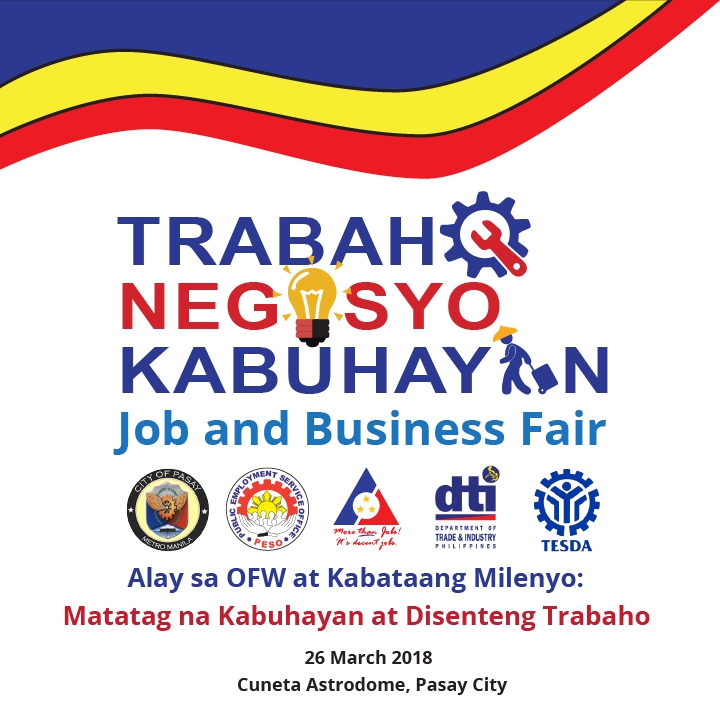 TRABAHO
NEGOSYO
KABUHAYAN
Job and Business Fair
CITY OF PASAY
METRO MANILA
PUBLIC EMPLOYMENT SERVICE OFFICE
PESO
More than Jobs!
It's decent job.
dti
DEPARTMENT OF
TRADE & INDUSTRY
PHILIPPINES
TESDA
Alay sa OFW at Kabataang Milenyo:
Matatag na Kabuhayan at Disenteng Trabaho
26 March 2018
Cuneta Astrodome, Pasay City